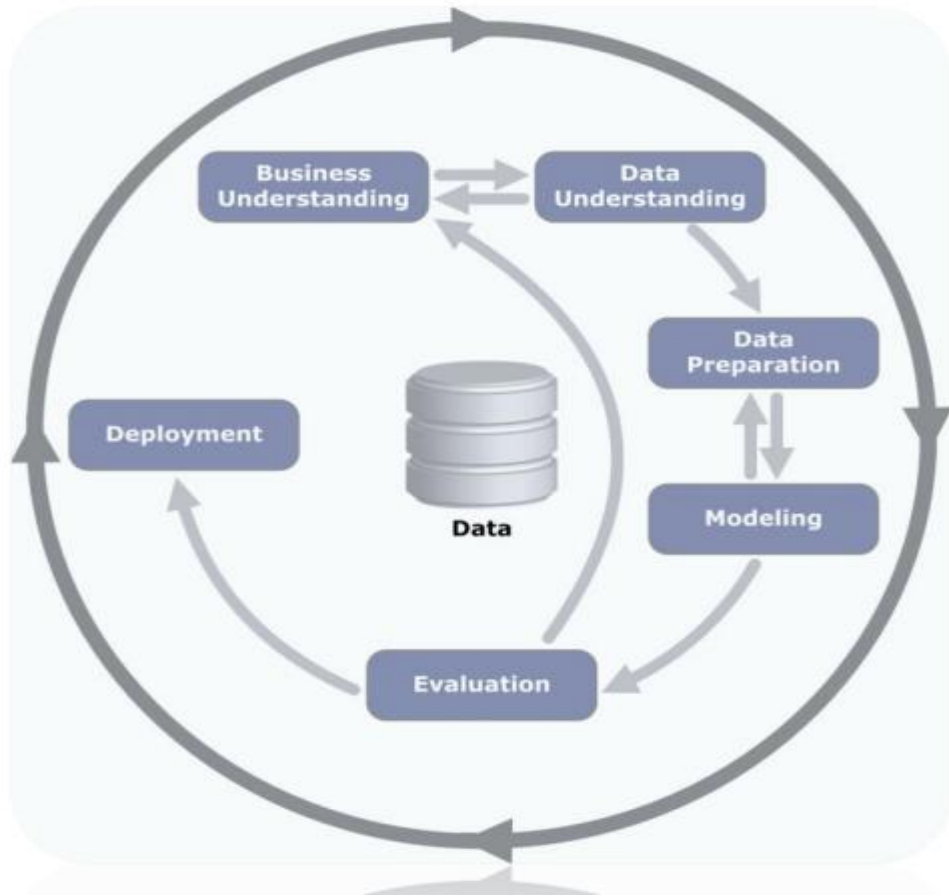 Business
Understanding
Data
Understanding
Data
Preparation
Deployment
Modeling
Data
Evaluation